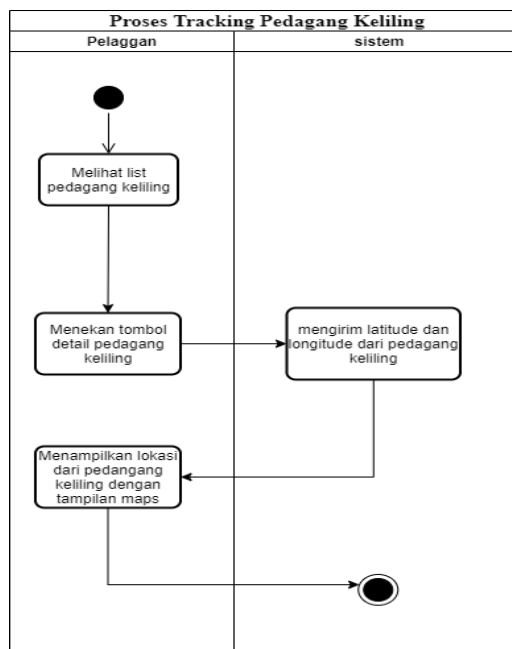 Proses Tracking Pedagang Keliling
Pelaggan
sistem
Melihat list
pedagang keliling
Menekan tombol
detail pedagang
keliling
mengirim latitude dan
longitude dari pedagang
keliling
Menampilkan lokasi
dari pedangang
keliling dengan
tampilan maps